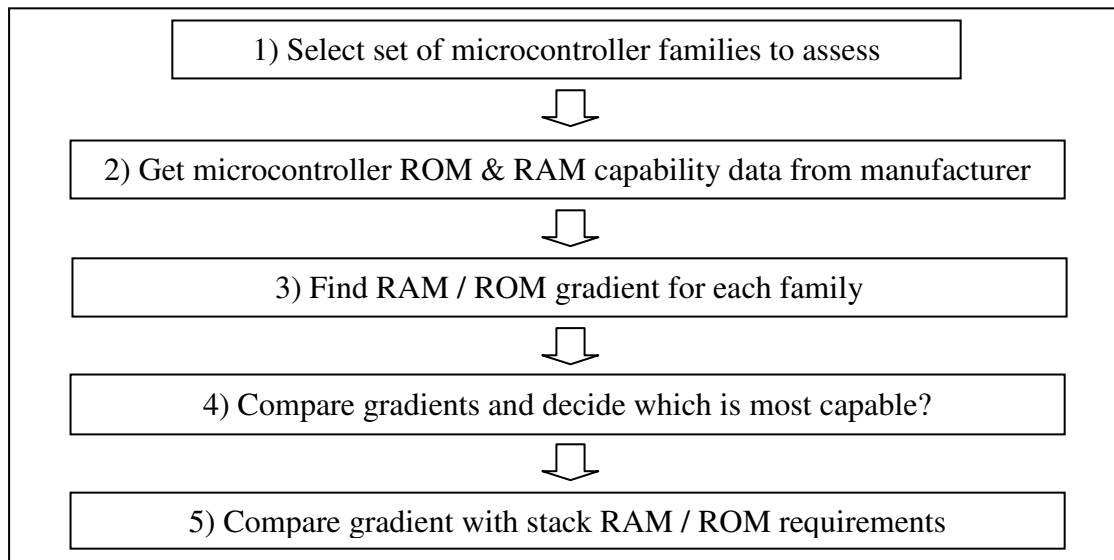 1) Select set of microcontroller families to assess
2) Get microcontroller ROM & RAM capability data from manufacturer
3) Find RAM / ROM gradient for each family
4) Compare gradients and decide which is most capable?
5) Compare gradient with stack RAM / ROM requirements